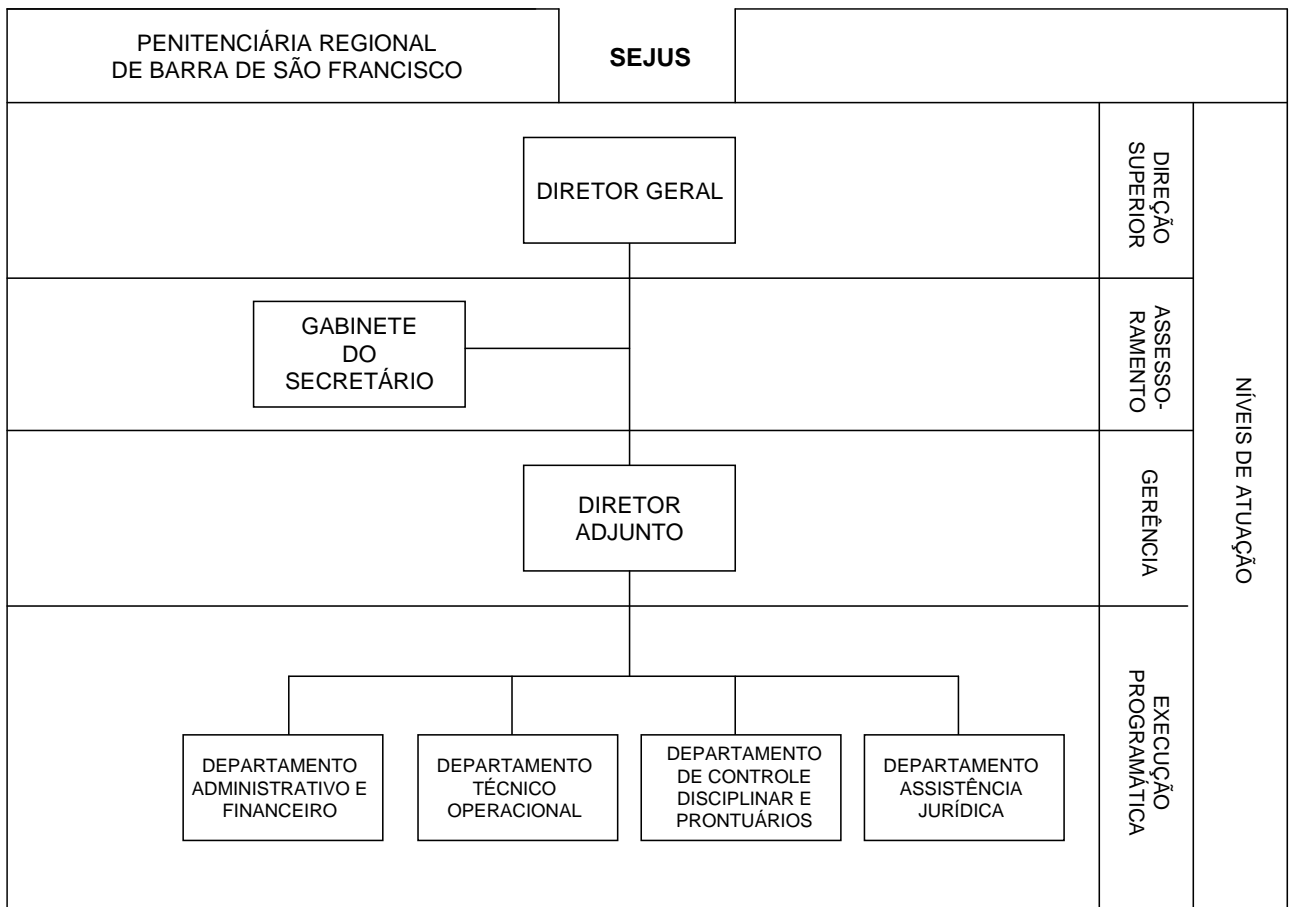 PENITENCIÁRIA REGIONAL
DE BARRA DE SÃO FRANCISCO
SEJUS
DIRETOR GERAL
DIREÇÃO
SUPERIOR
GABINETE
DO
SECRETÁRIO
ASSESSO-
RAMENTO
NÍVEIS DE ATUAÇÃO
DIRETOR
ADJUNTO
GERÊNCIA
DEPARTAMENTO
ADMINISTRATIVO E
FINANCEIRO
DEPARTAMENTO
TÉCNICO
OPERACIONAL
DEPARTAMENTO
DE CONTROLE
DISCIPLINAR E
PRONTUÁRIOS
DEPARTAMENTO
ASSISTÊNCIA
JURÍDICA
EXECUÇÃO
PROGRAMÁTICA